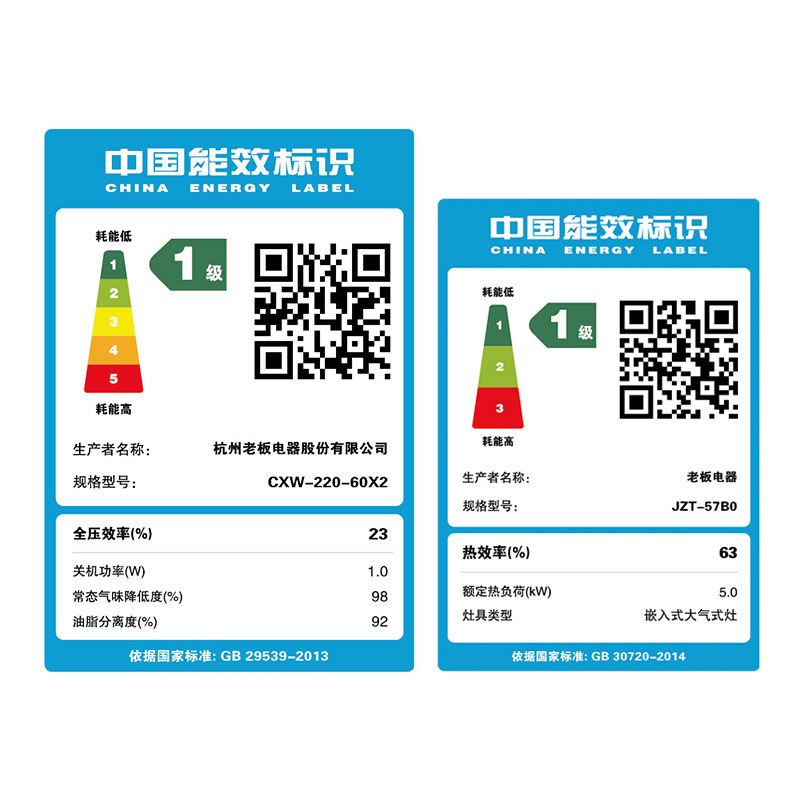 中国能效标识
CHINA ENERGY LABEL
耗能低
1
2
3
4
5
耗能高
1级
生产者名称: 杭州老板电器股份有限公司
规格型号: CXW-220-60X2
全压效率(%) 23
关机功率(W) 1.0
常态气味降低度(%) 98
油脂分离度(%) 92
依据国家标准: GB 29539-2013
中国能效标识
CHINA ENERGY LABEL
耗能低
1
2
3
耗能高
1级
生产者名称: 老板电器
规格型号: JZT-57B0
热效率(%) 63
额定热负荷(kW) 5.0
灶具类型 嵌入式大气式灶
依据国家标准: GB 30720-2014